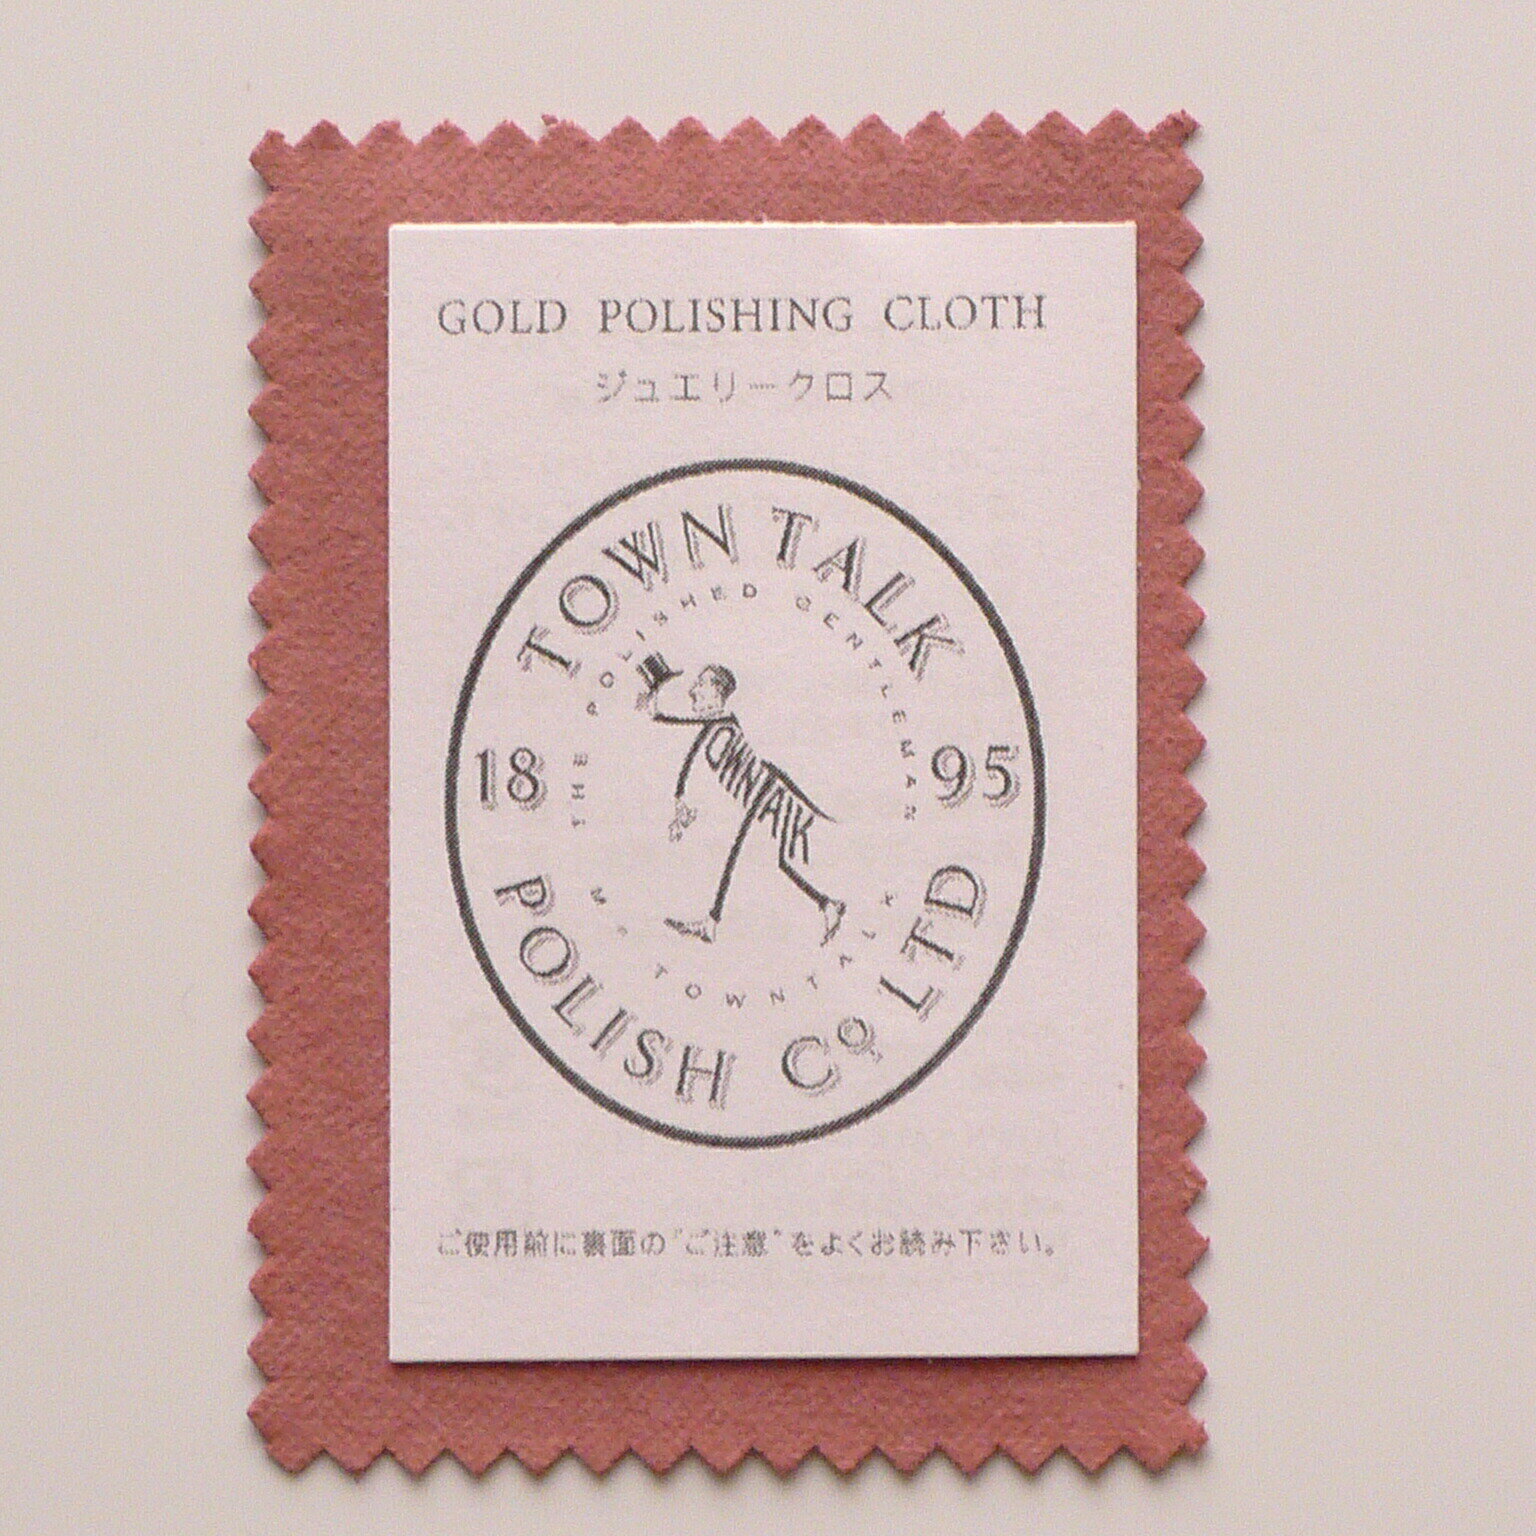 GOLD POLISHING CLOTH
ジュエリークロス
TOWN TALK
THE POLISHED GENTLEMAN
TOWNTALK
18 95
MR TOWNTALK
POLISH Cº LTD
ご使用前に裏面の"ご注意"をよくお読み下さい。